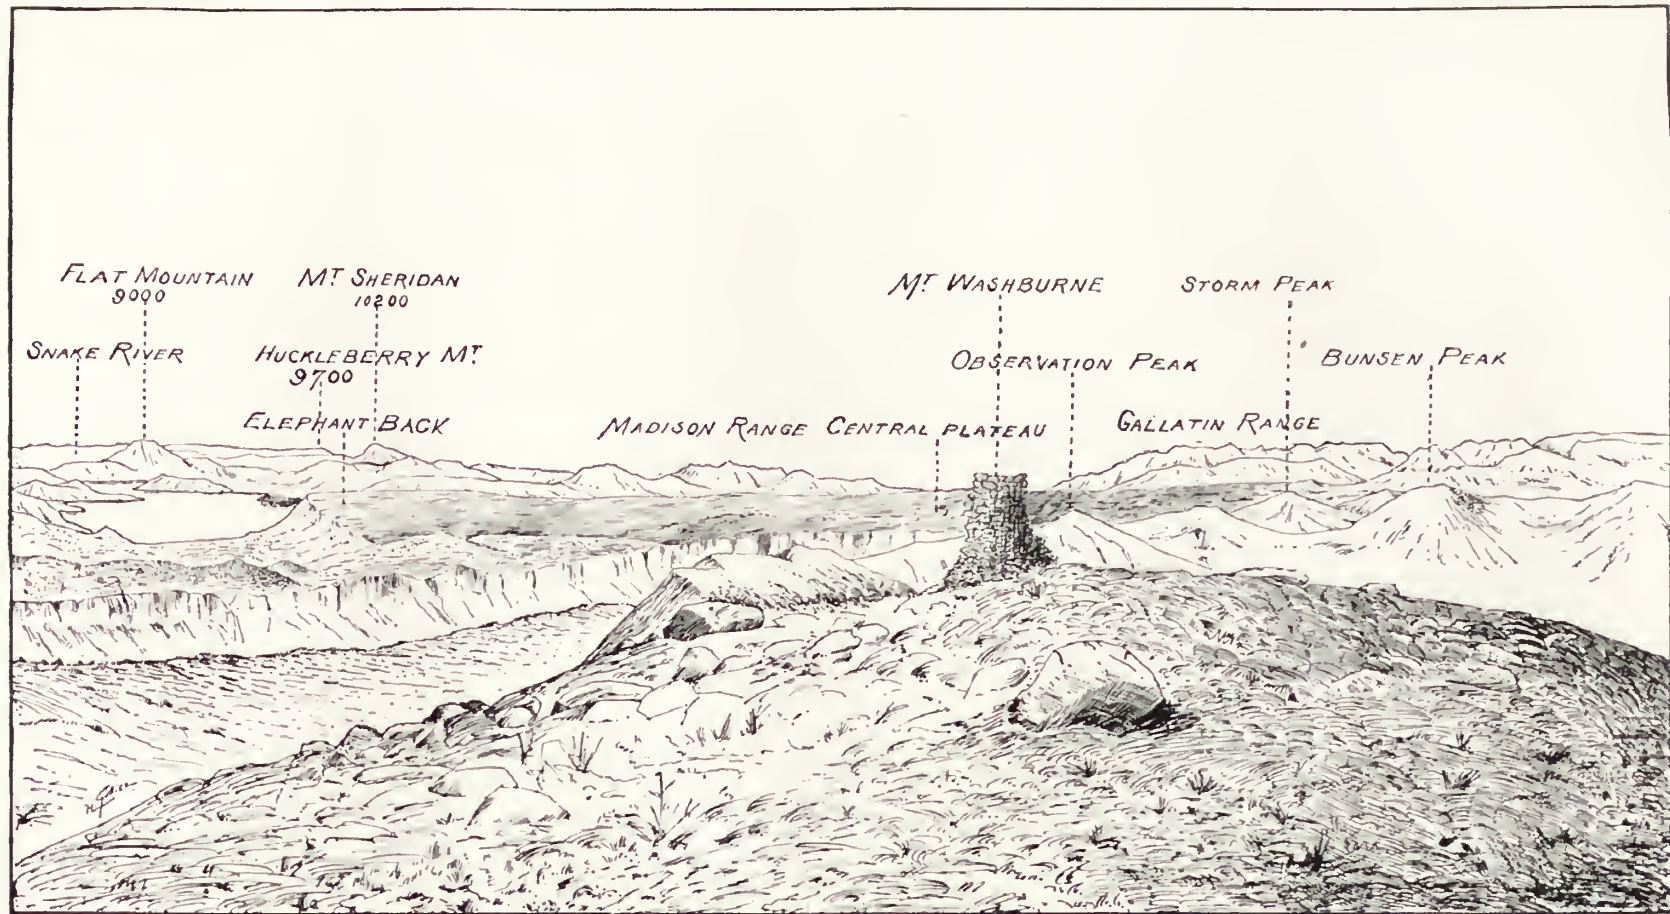 FLAT MOUNTAIN
9000
MT. SHERIDAN
10200
MT WASHBURNE
STORM PEAK
SNAKE RIVER
HUCKLEBERRY MT.
9700
OBSERVATION PEAK
BUNSEN PEAK
ELEPHANT BACK
MADISON RANGE
CENTRAL PLATEAU
GALLATIN RANGE